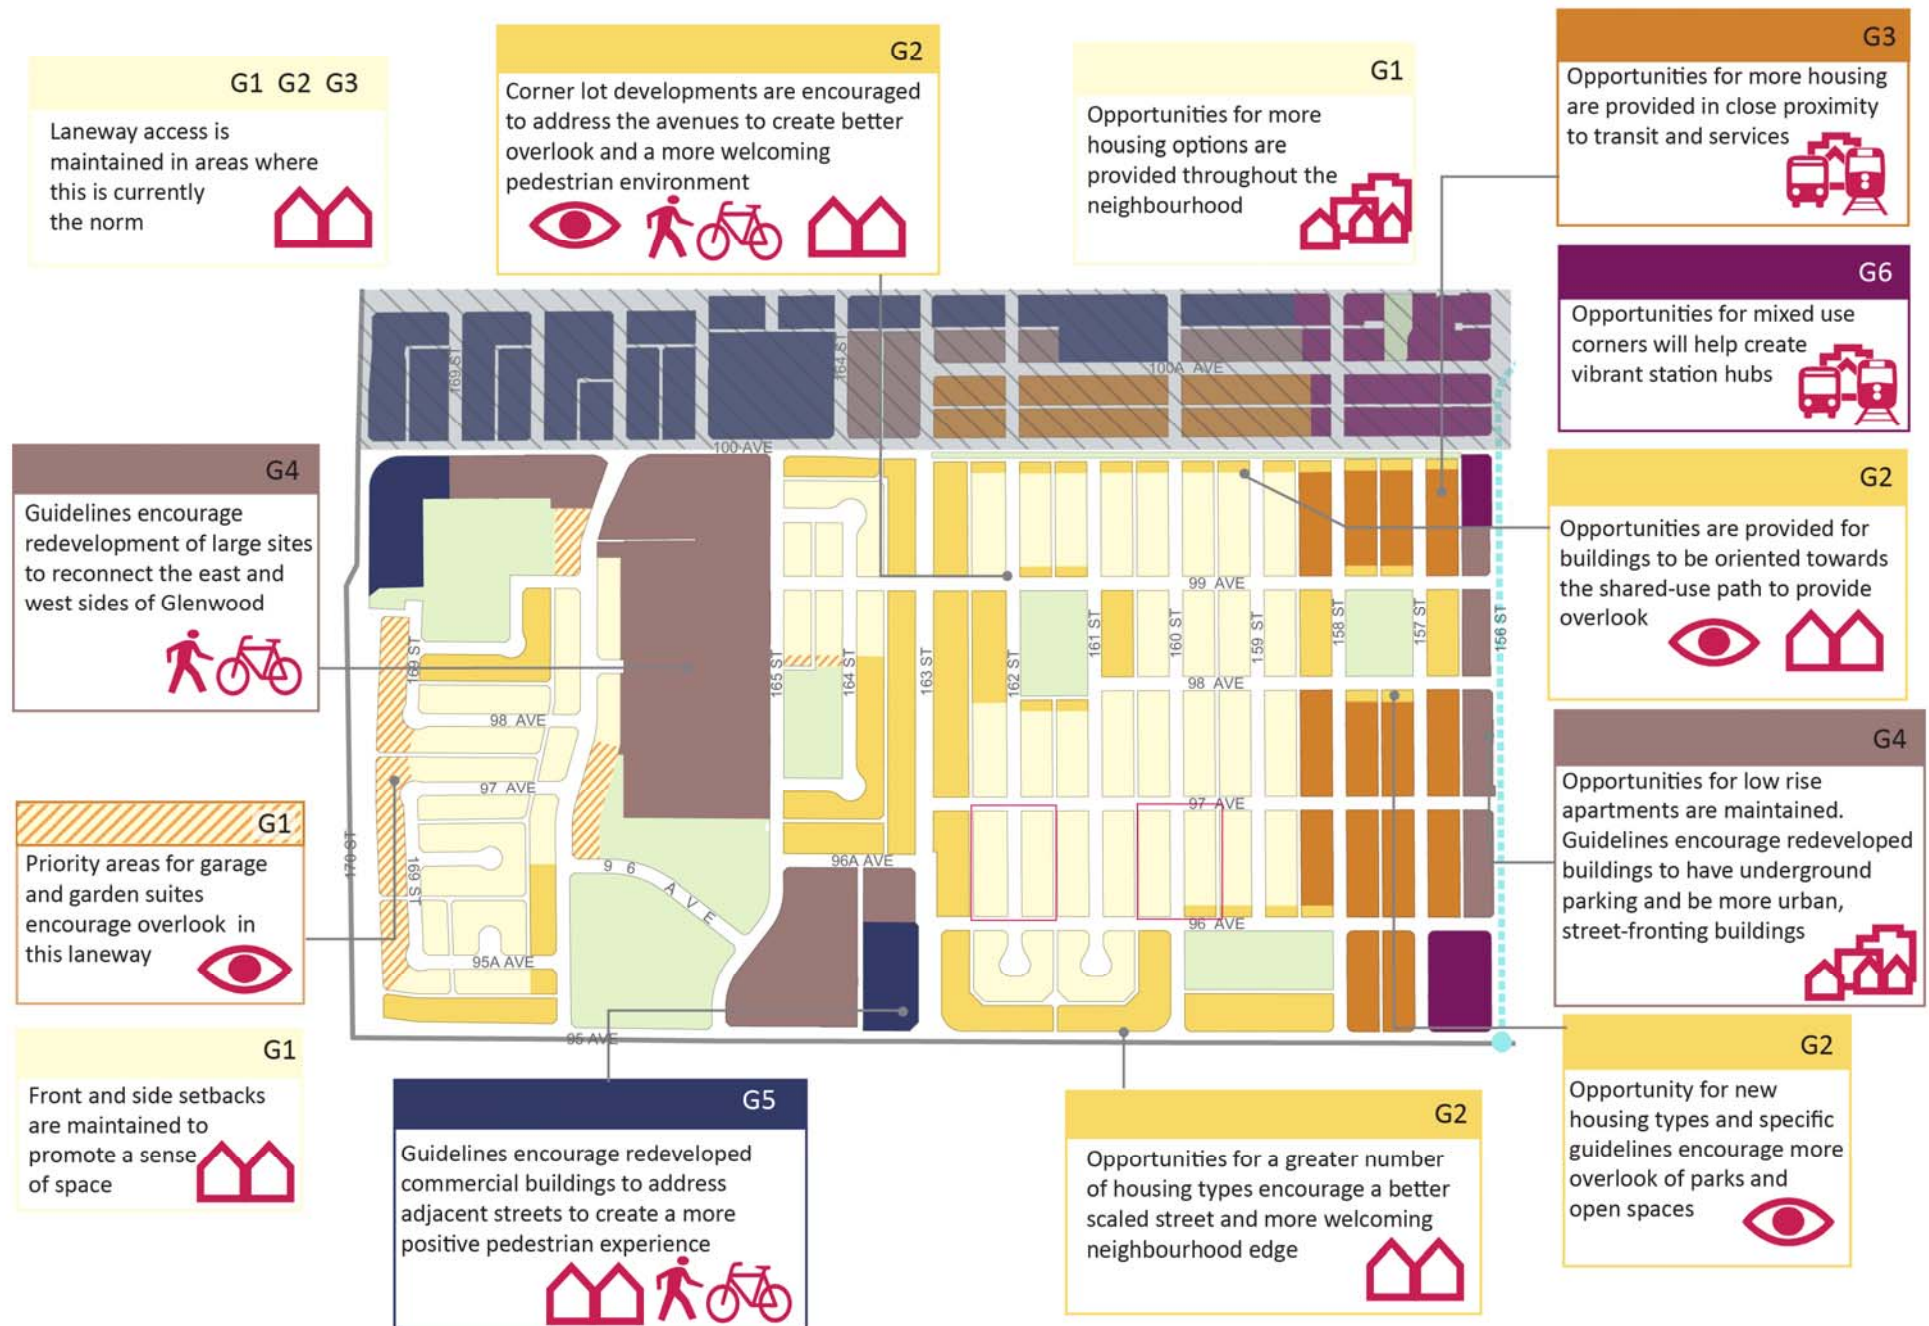 G1 G2 G3
Laneway access is
maintained in areas where
this is currently
the norm
G2
Corner lot developments are encouraged
to address the avenues to create better
overlook and a more welcoming
pedestrian environment
G1
Opportunities for more
housing options are
provided throughout the
neighbourhood
G3
Opportunities for more housing
are provided in close proximity
to transit and services
G6
Opportunities for mixed use
corners will help create
vibrant station hubs
G4
Guidelines encourage
redevelopment of large sites
to reconnect the east and
west sides of Glenwood
G2
Opportunities are provided for
buildings to be oriented towards
the shared-use path to provide
overlook
G1
Priority areas for garage
and garden suites
encourage overlook in
this laneway
G4
Opportunities for low rise
apartments are maintained.
Guidelines encourage redeveloped
buildings to have underground
parking and be more urban,
street-fronting buildings
G1
Front and side setbacks
are maintained to
promote a sense
of space
G5
Guidelines encourage redeveloped
commercial buildings to address
adjacent streets to create a more
positive pedestrian experience
G2
Opportunities for a greater number
of housing types encourage a better
scaled street and more welcoming
neighbourhood edge
G2
Opportunity for new
housing types and specific
guidelines encourage more
overlook of parks and
open spaces
169 ST
164 ST
100A AVE
100 AVE
99 AVE
169 ST
165 ST
164 ST
163 ST
162 ST
161 ST
160 ST
159 ST
158 ST
157 ST
156 ST
98 AVE
98 AVE
97 AVE
97 AVE
170 ST
169 ST
96 AVE
96A AVE
96 AVE
95A AVE
95 AVE